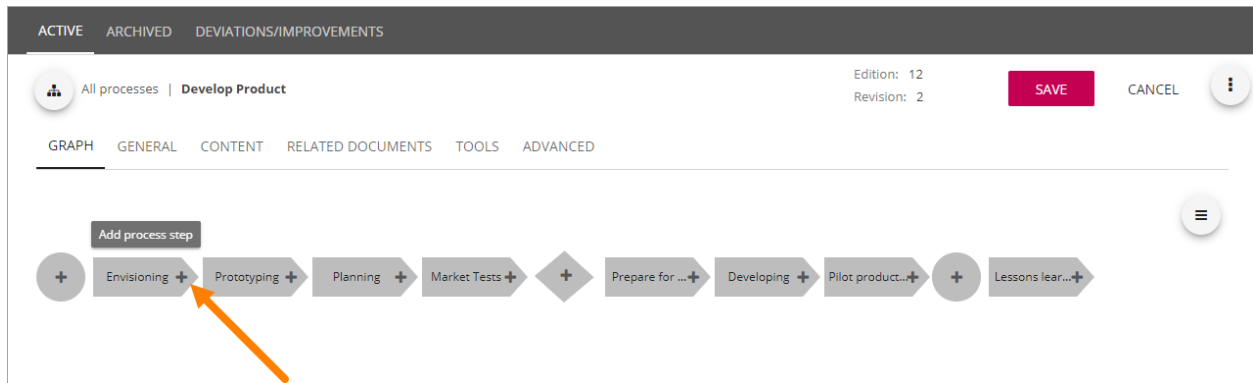 ACTIVE ARCHIVED DEVIATIONS/IMPROVEMENTS
All processes | Develop Product
Edition: 12
Revision: 2
SAVE CANCEL
GRAPH GENERAL CONTENT RELATED DOCUMENTS TOOLS ADVANCED
Add process step
+ Envisioning + Prototyping + Planning + Market Tests + + Prepare for ...+ Developing + Pilot product...+ + Lessons lear...+